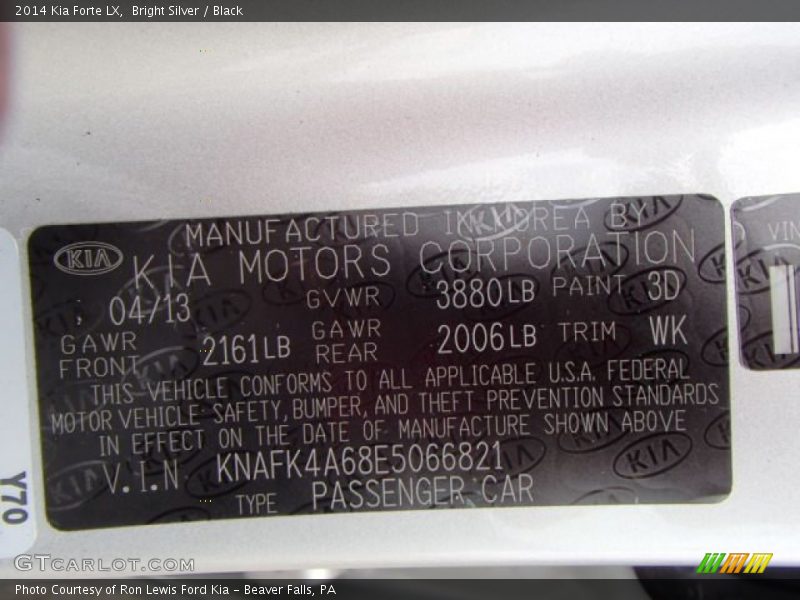 2014 Kia Forte LX,  Bright Silver / Black
MANUFACTURED IN KOREA BY
KIA KIA MOTORS CORPORATION
04/13 GVWR 3880LB PAINT 3D
GAWR FRONT 2161LB GAWR REAR 2006LB TRIM WK
THIS VEHICLE CONFORMS TO ALL APPLICABLE U.S.A. FEDERAL
MOTOR VEHICLE SAFETY, BUMPER, AND THEFT PREVENTION STANDARDS
IN EFFECT ON THE DATE OF MANUFACTURE SHOWN ABOVE
V.I.N KNAFK4A68E5066821
TYPE PASSENGER CAR
VIN
Y70
GTCarLot.com
Photo Courtesy of Ron Lewis Ford Kia - Beaver Falls, PA